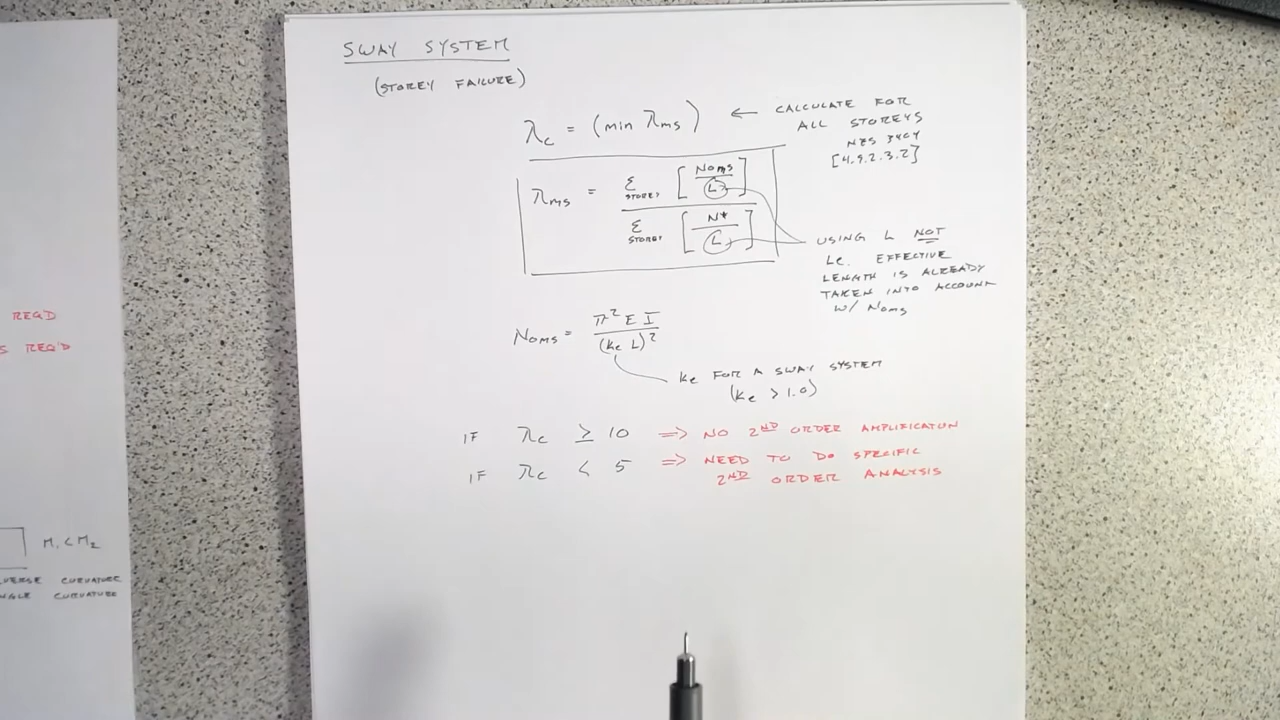 SWAY SYSTEM
(STOREY FAILURE)
λc = (min λms) ← CALCULATE FOR
ALL STOREYS
NZS 3404
[4.9.2.3.2]
λms = Σ STOREY [Noms / L] / Σ STOREY [N* / L]
USING L NOT
Le. EFFECTIVE
LENGTH IS ALREADY
TAKEN INTO ACCOUNT
W/ Noms
Noms = π² E I / (ke L)²
ke FOR A SWAY SYSTEM
(ke > 1.0)
IF λc ≥ 10 => NO 2ND ORDER AMPLIFICATION
IF λc < 5 => NEED TO DO SPECIFIC
2ND ORDER ANALYSIS
REQD
REQ'D
M1 < M2
CURVATURE
CURVATURE